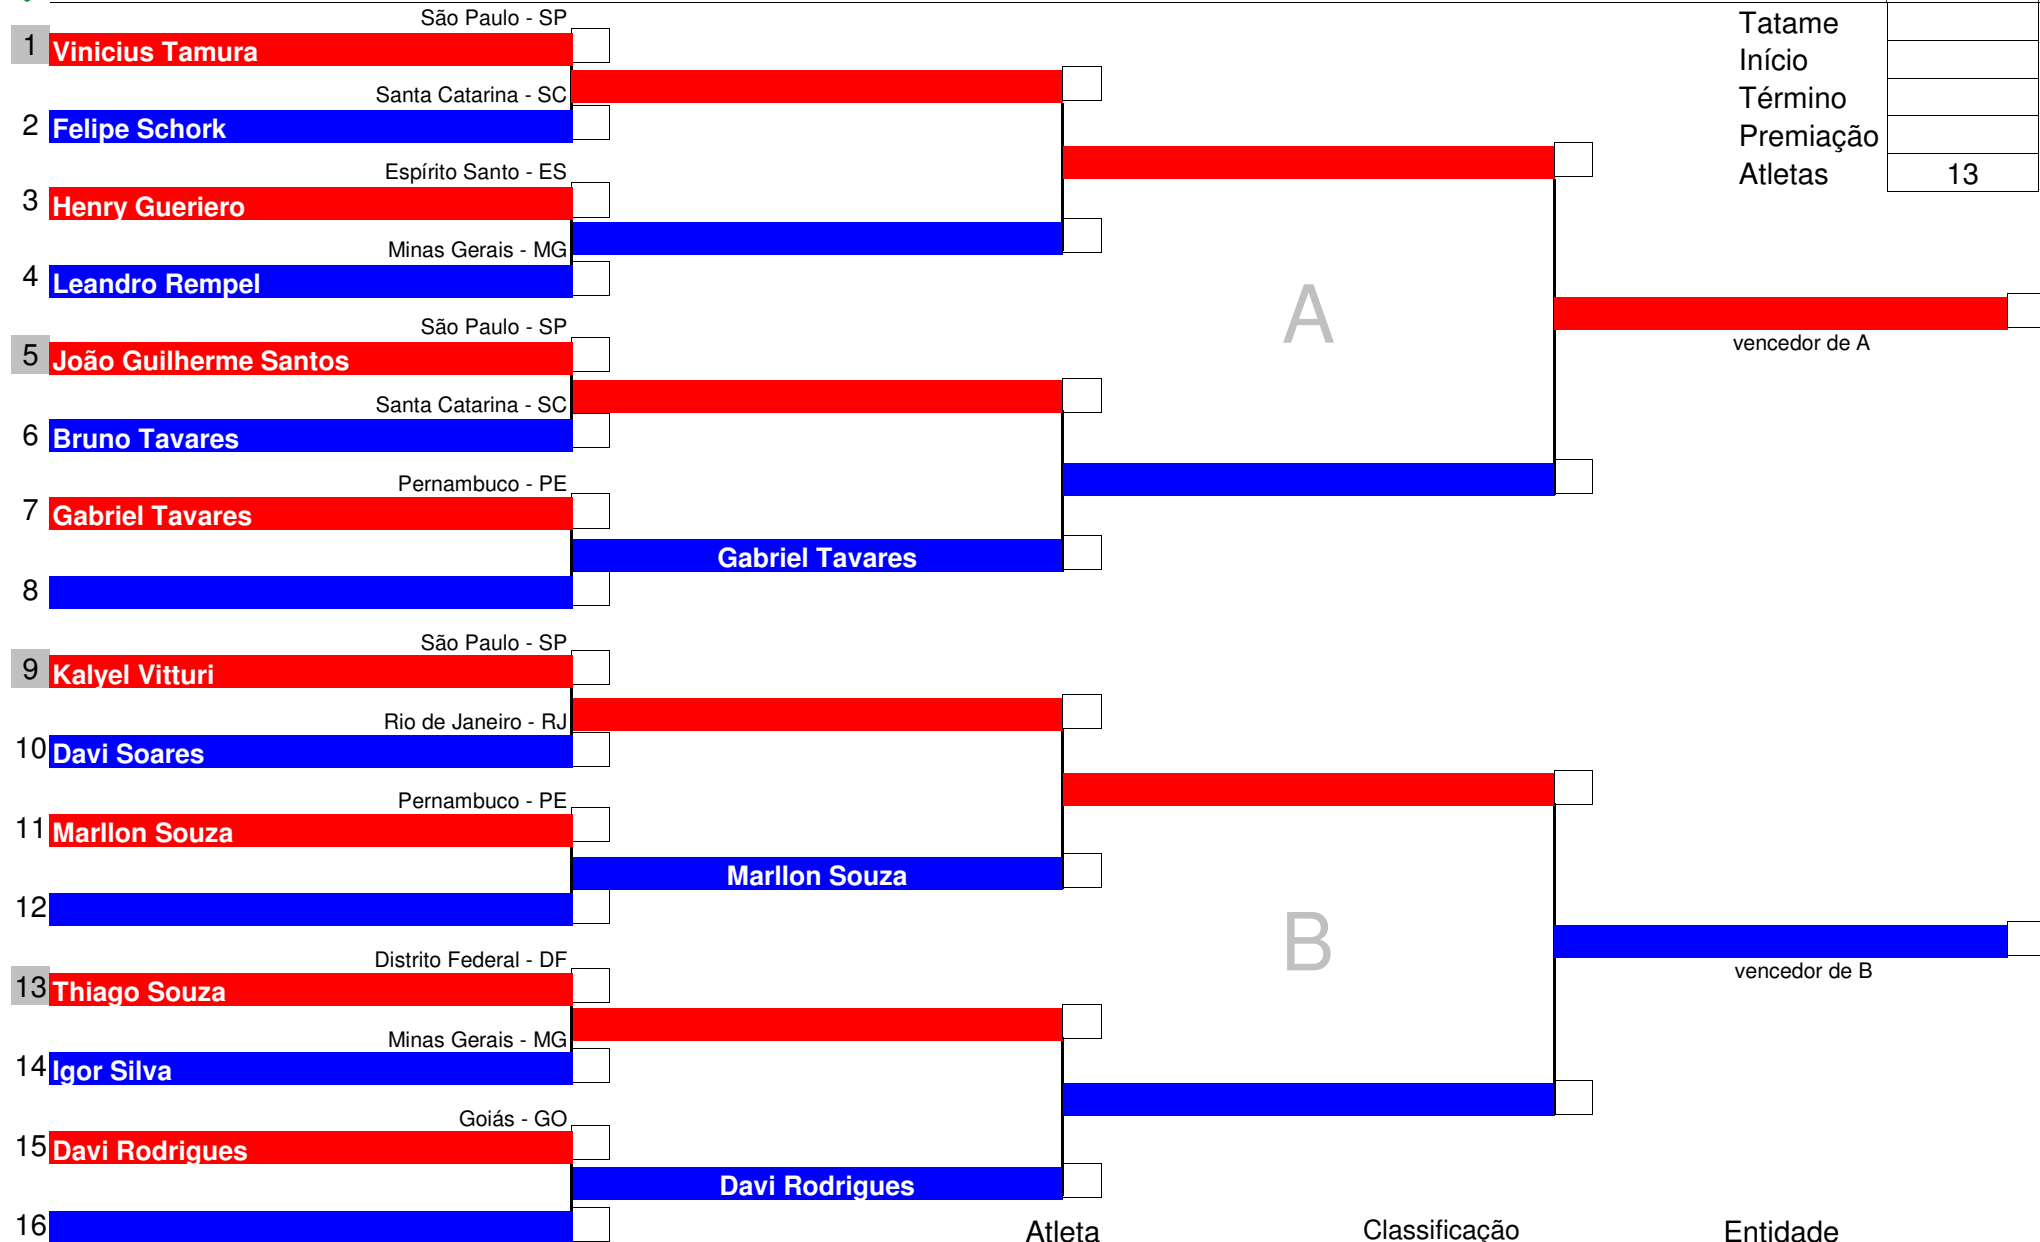 São Paulo - SP
1 Vinicius Tamura
Santa Catarina - SC
2 Felipe Schork
Espírito Santo - ES
3 Henry Gueriero
Minas Gerais - MG
4 Leandro Rempel
São Paulo - SP
5 João Guilherme Santos
Santa Catarina - SC
6 Bruno Tavares
Pernambuco - PE
7 Gabriel Tavares
Gabriel Tavares
8
São Paulo - SP
9 Kalyel Vitturi
Rio de Janeiro - RJ
10 Davi Soares
Pernambuco - PE
11 Marllon Souza
Marllon Souza
12
Distrito Federal - DF
13 Thiago Souza
Minas Gerais - MG
14 Igor Silva
Goiás - GO
15 Davi Rodrigues
Davi Rodrigues
16
A
B
Tatame
Início
Término
Premiação
Atletas 13
vencedor de A
vencedor de B
Atleta Classificação Entidade